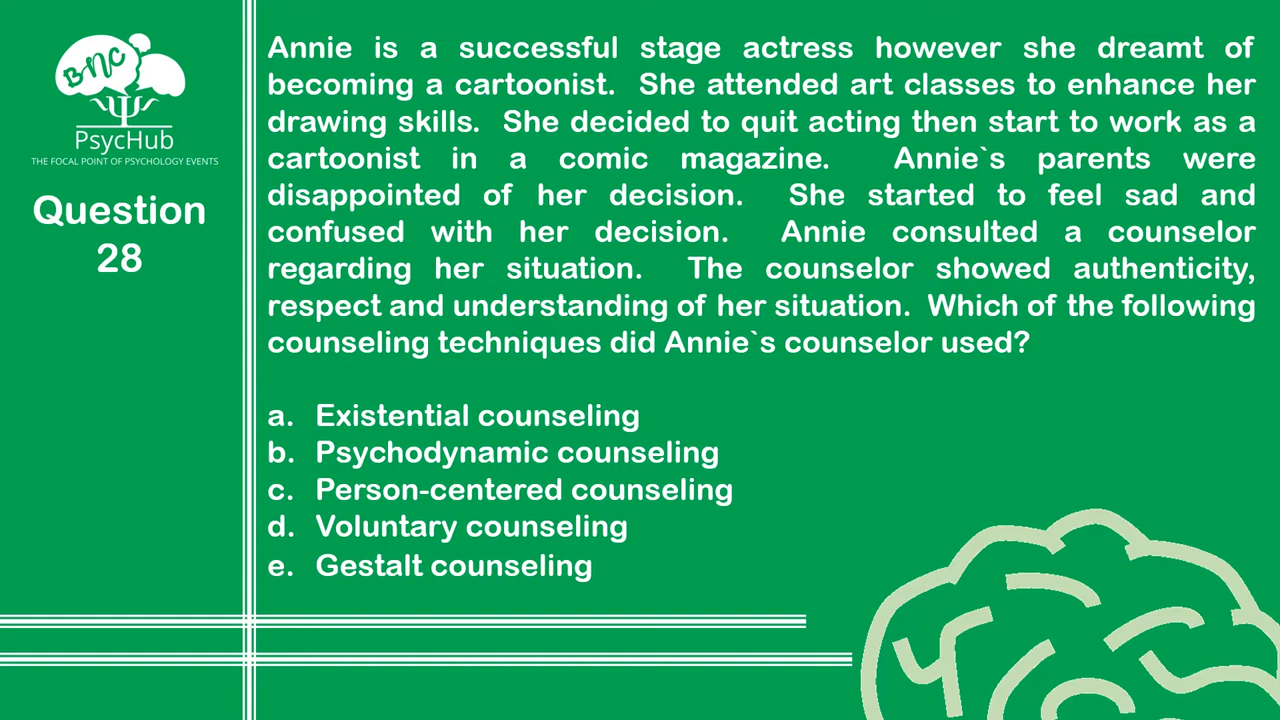 BNC
PsycHub
THE FOCAL POINT OF PSYCHOLOGY EVENTS
Question
28
Annie is a successful stage actress however she dreamt of
becoming a cartoonist. She attended art classes to enhance her
drawing skills. She decided to quit acting then start to work as a
cartoonist in a comic magazine. Annie`s parents were
disappointed of her decision. She started to feel sad and
confused with her decision. Annie consulted a counselor
regarding her situation. The counselor showed authenticity,
respect and understanding of her situation. Which of the following
counseling techniques did Annie`s counselor used?
a. Existential counseling
b. Psychodynamic counseling
c. Person-centered counseling
d. Voluntary counseling
e. Gestalt counseling